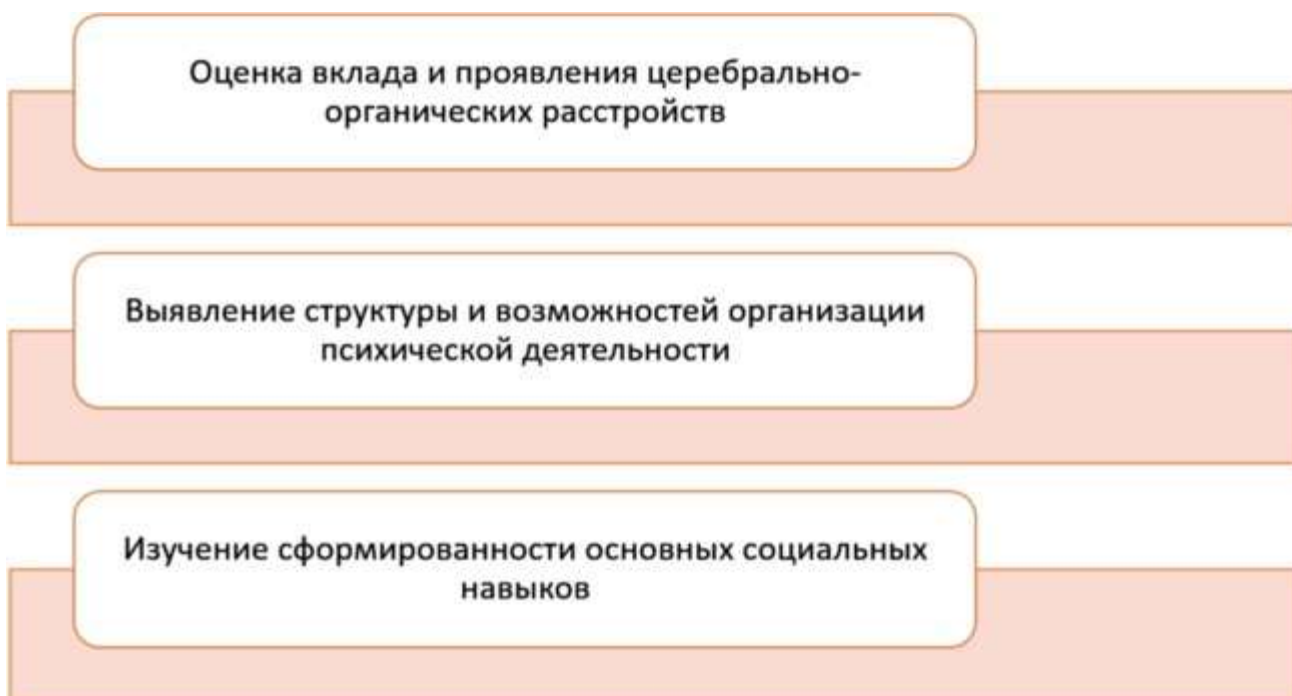 Оценка вклада и проявления церебрально-
органических расстройств
Выявление структуры и возможностей организации
психической деятельности
Изучение сформированности основных социальных
навыков